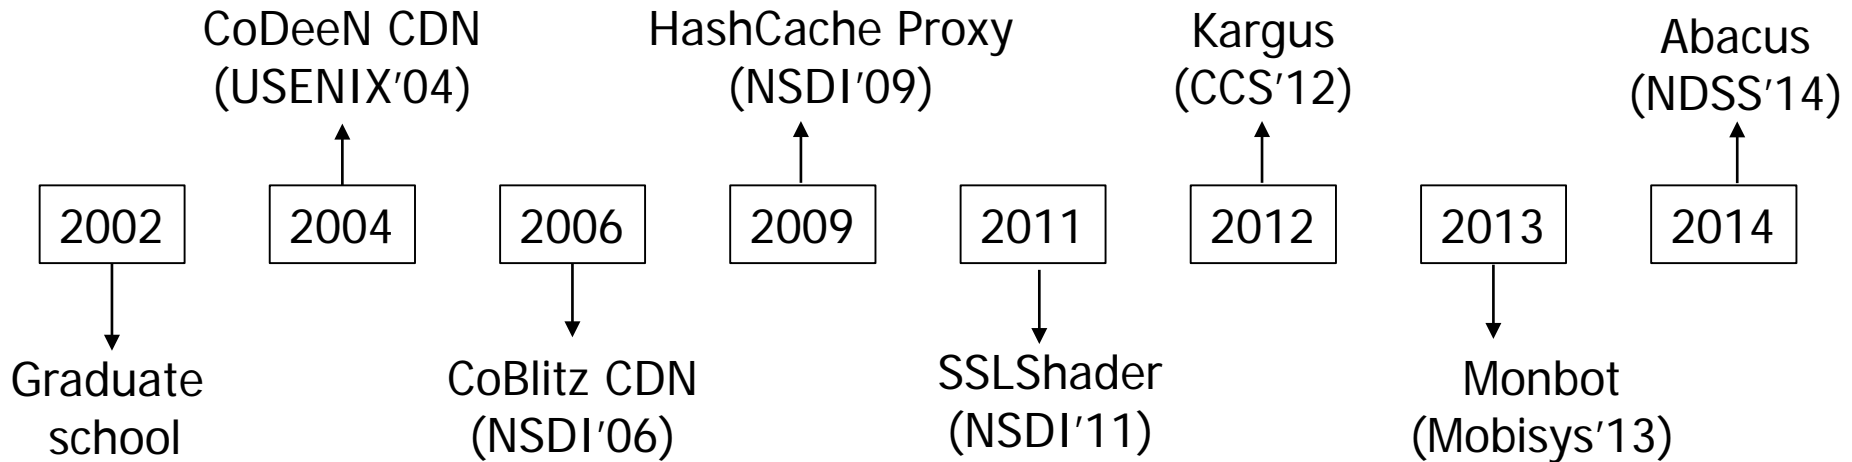 CoDeeN CDN
(USENIX'04)
HashCache Proxy
(NSDI'09)
Kargus
(CCS'12)
Abacus
(NDSS'14)
2002
2004
2006
2009
2011
2012
2013
2014
Graduate
school
CoBlitz CDN
(NSDI'06)
SSLShader
(NSDI'11)
Monbot
(Mobisys'13)